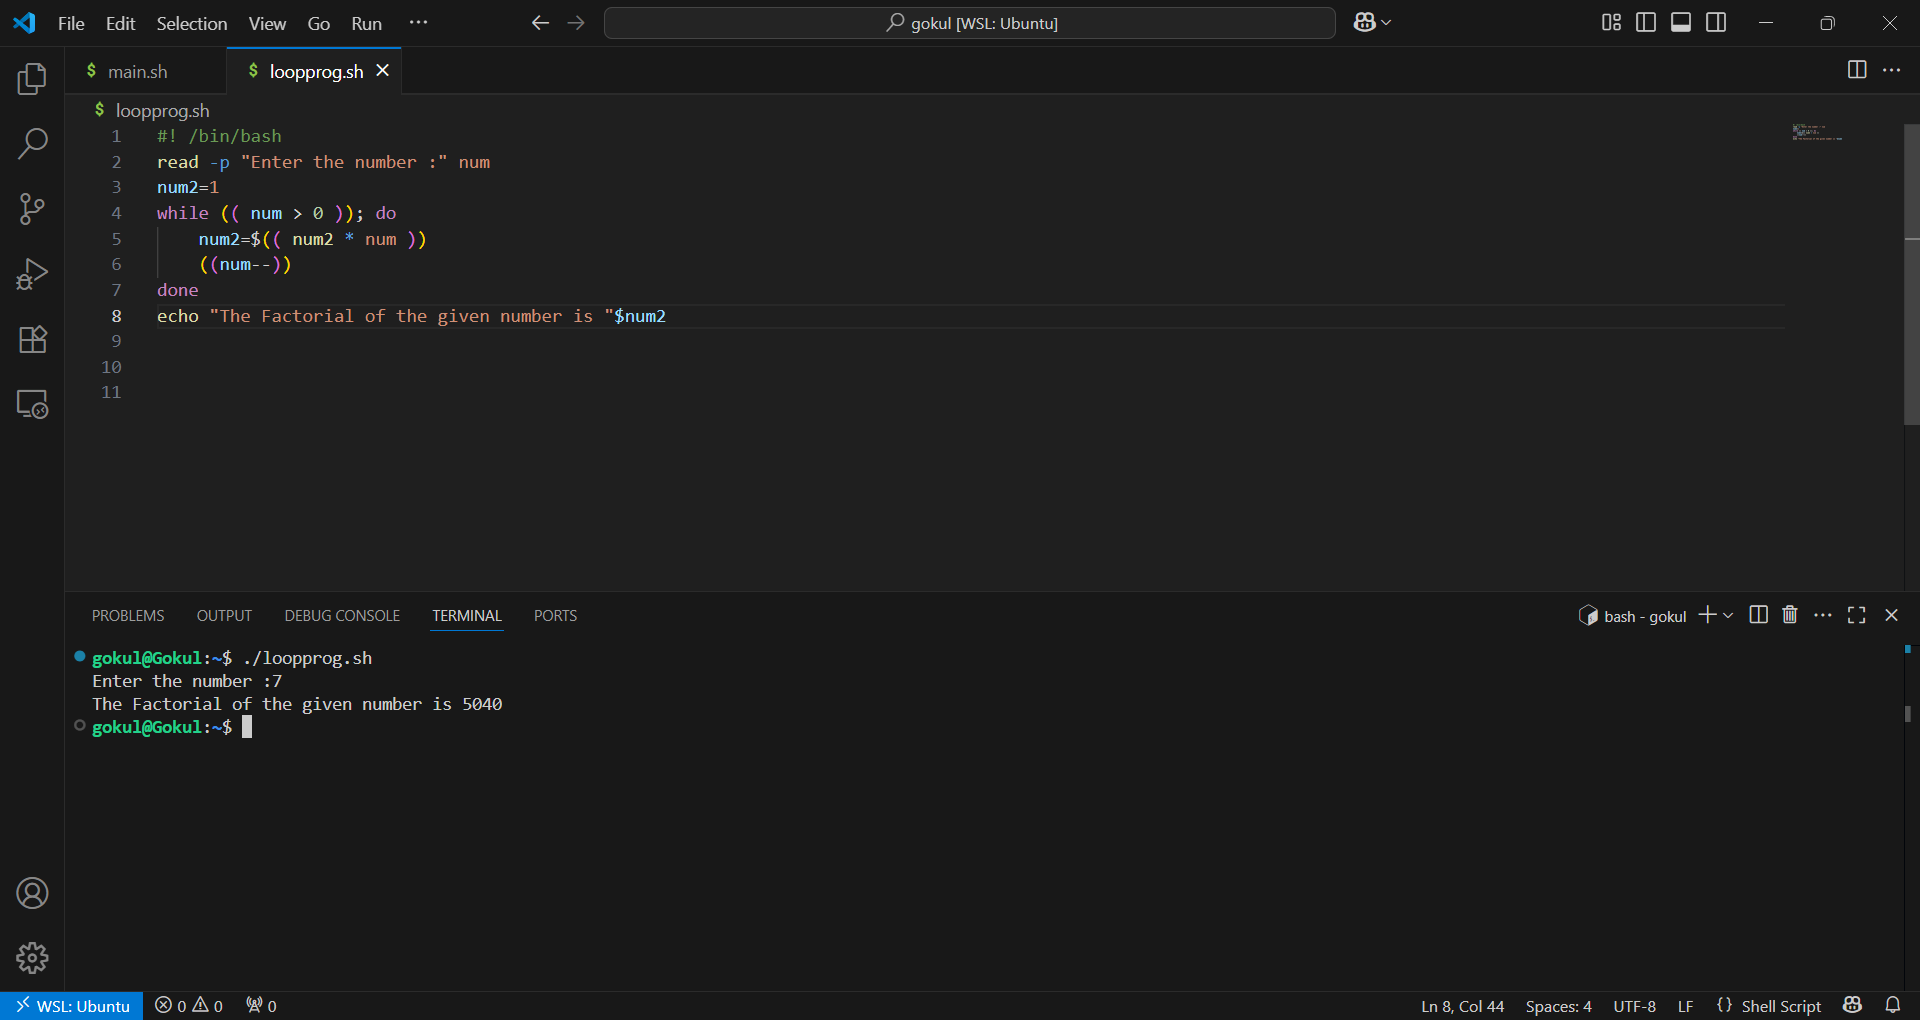 File Edit Selection View Go Run ··· gokul [WSL: Ubuntu]
$ main.sh $ loopprog.sh
$ loopprog.sh
1 #! /bin/bash
2 read -p "Enter the number :" num
3 num2=1
4 while (( num > 0 )); do
5 num2=$(( num2 * num ))
6 ((num--))
7 done
8 echo "The Factorial of the given number is "$num2
9
10
11
PROBLEMS OUTPUT DEBUG CONSOLE TERMINAL PORTS bash - gokul
gokul@Gokul:~$ ./loopprog.sh
Enter the number :7
The Factorial of the given number is 5040
gokul@Gokul:~$
WSL: Ubuntu 0 0 0 Ln 8, Col 44 Spaces: 4 UTF-8 LF {} Shell Script